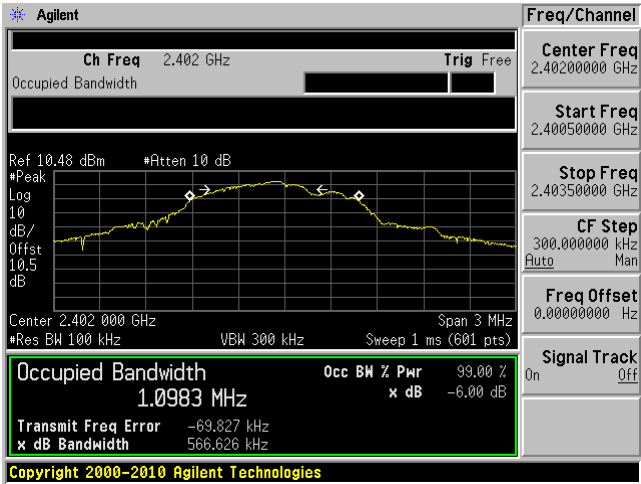 Agilent
Freq/Channel
Ch Freq 2.402 GHz Trig Free
Occupied Bandwidth
Center Freq
2.40200000 GHz
Start Freq
2.40050000 GHz
Stop Freq
2.40350000 GHz
CF Step
300.000000 kHz
Auto Man
Freq Offset
0.00000000 Hz
Signal Track
On Off
Ref 10.48 dBm #Atten 10 dB
#Peak
Log
10
dB/
Offst
10.5
dB
Center 2.402 000 GHz Span 3 MHz
#Res BW 100 kHz VBW 300 kHz Sweep 1 ms (601 pts)
Occupied Bandwidth Occ BW % Pwr 99.00 %
1.0983 MHz x dB -6.00 dB
Transmit Freq Error -69.827 kHz
x dB Bandwidth 566.626 kHz
Copyright 2000-2010 Agilent Technologies